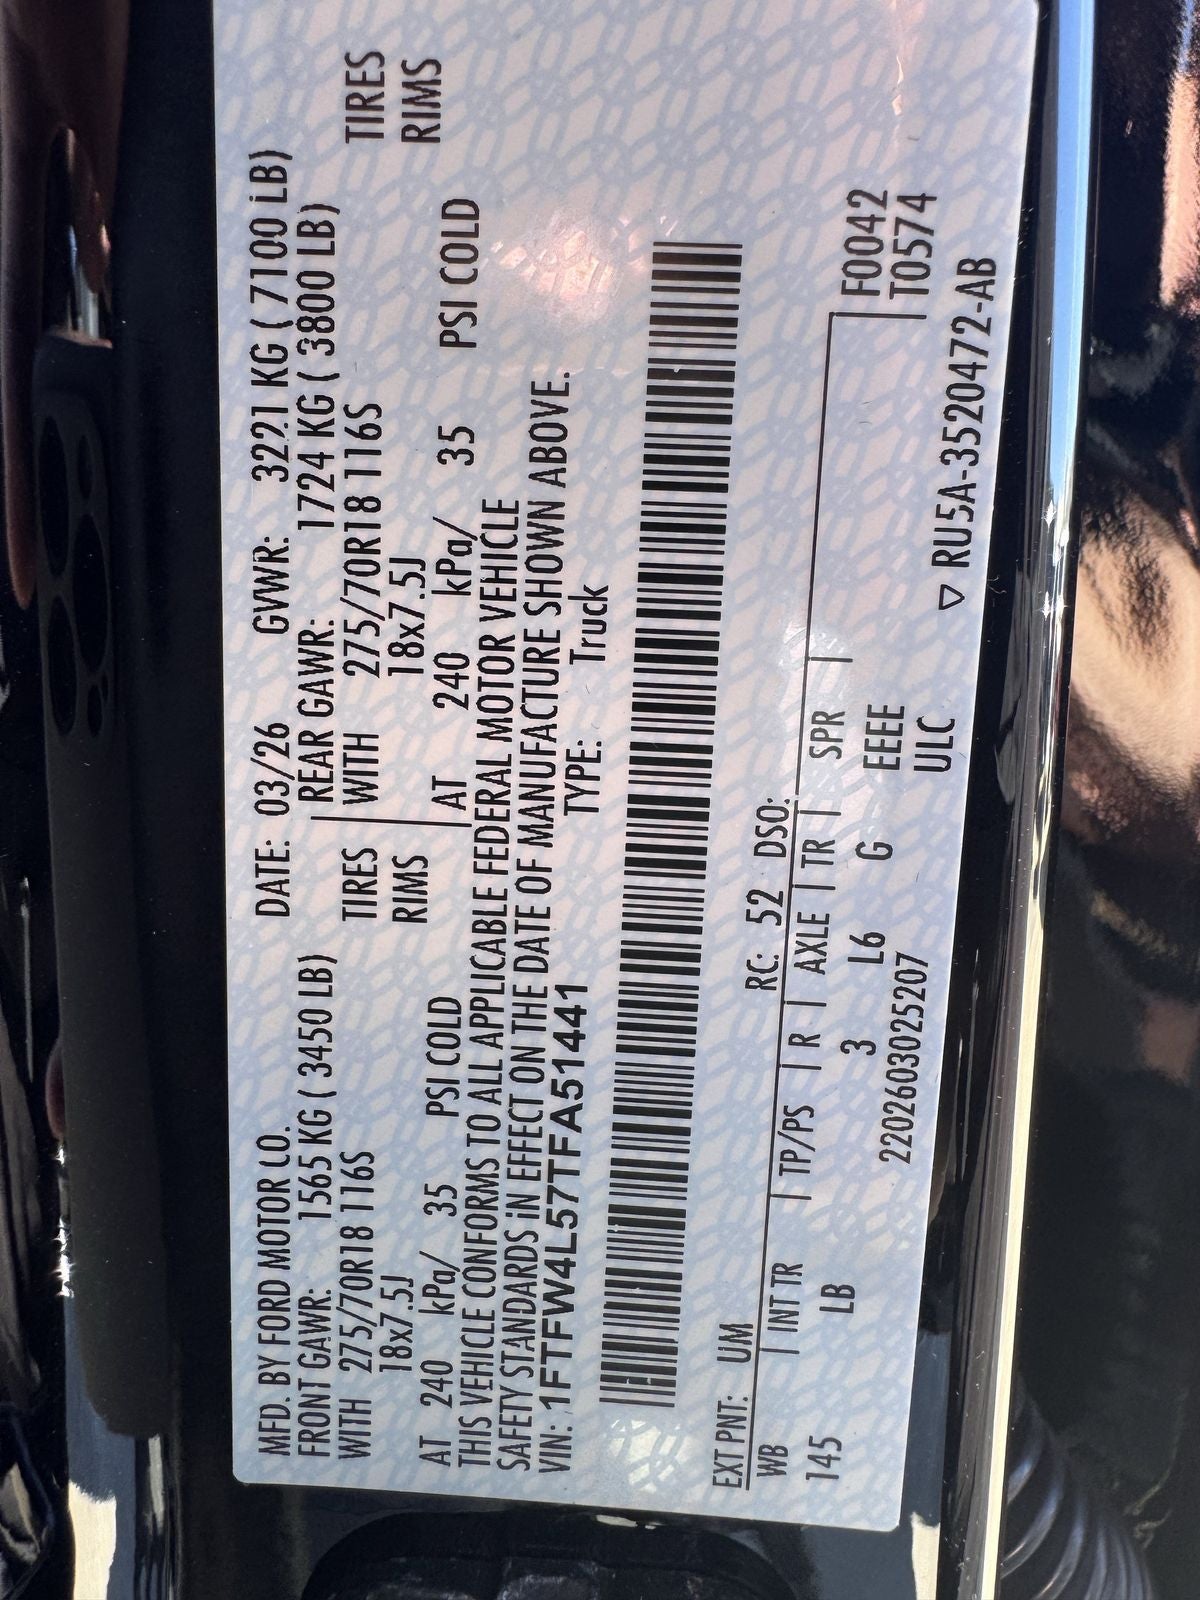 MFD. BY FORD MOTOR CO. DATE: 03/26 GVWR: 3221 KG ( 7100 LB)
FRONT GAWR: 1565 KG ( 3450 LB) REAR GAWR: 1724 KG ( 3800 LB)
WITH 275/70R18 116S TIRES WITH 275/70R18 116S TIRES
18x7.5J RIMS 18x7.5J RIMS
AT 240 kPa/ 35 PSI COLD AT 240 kPa/ 35 PSI COLD
THIS VEHICLE CONFORMS TO ALL APPLICABLE FEDERAL MOTOR VEHICLE
SAFETY STANDARDS IN EFFECT ON THE DATE OF MANUFACTURE SHOWN ABOVE.
VIN: 1FTFW4L57TFA51441 TYPE: Truck
EXT PNT: UM RC: 52 DSO:
WB INT TR TP/PS R AXLE TR SPR F0042
145 LB 3 L6 G EEEE T0574
2202603025207 ULC
▽ RU5A-3520472-AB